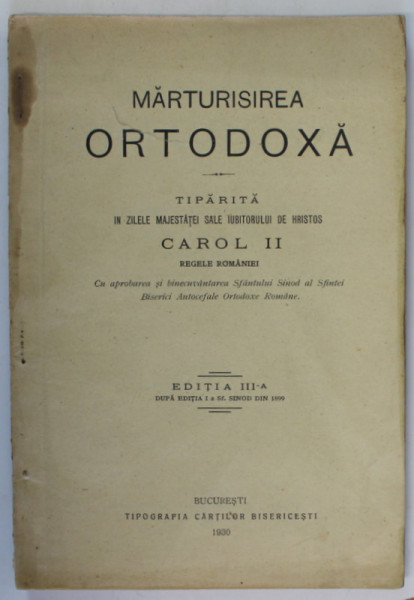 MĂRTURISIREA
ORTODOXĂ
TIPĂRITĂ
IN ZILELE MAJESTĂȚEI SALE IUBITORULUI DE HRISTOS
CAROL II
REGELE ROMÂNIEI
Cu aprobarea și binecuvântarea Sfântului Sinod al Sfintei
Biserici Autocefale Ortodoxe Române.
EDIȚIA III-A
DUPĂ EDIȚIA I a SF. SINOD DIN 1899
BUCUREȘTI
TIPOGRAFIA CĂRȚILOR BISERICEȘTI
1930